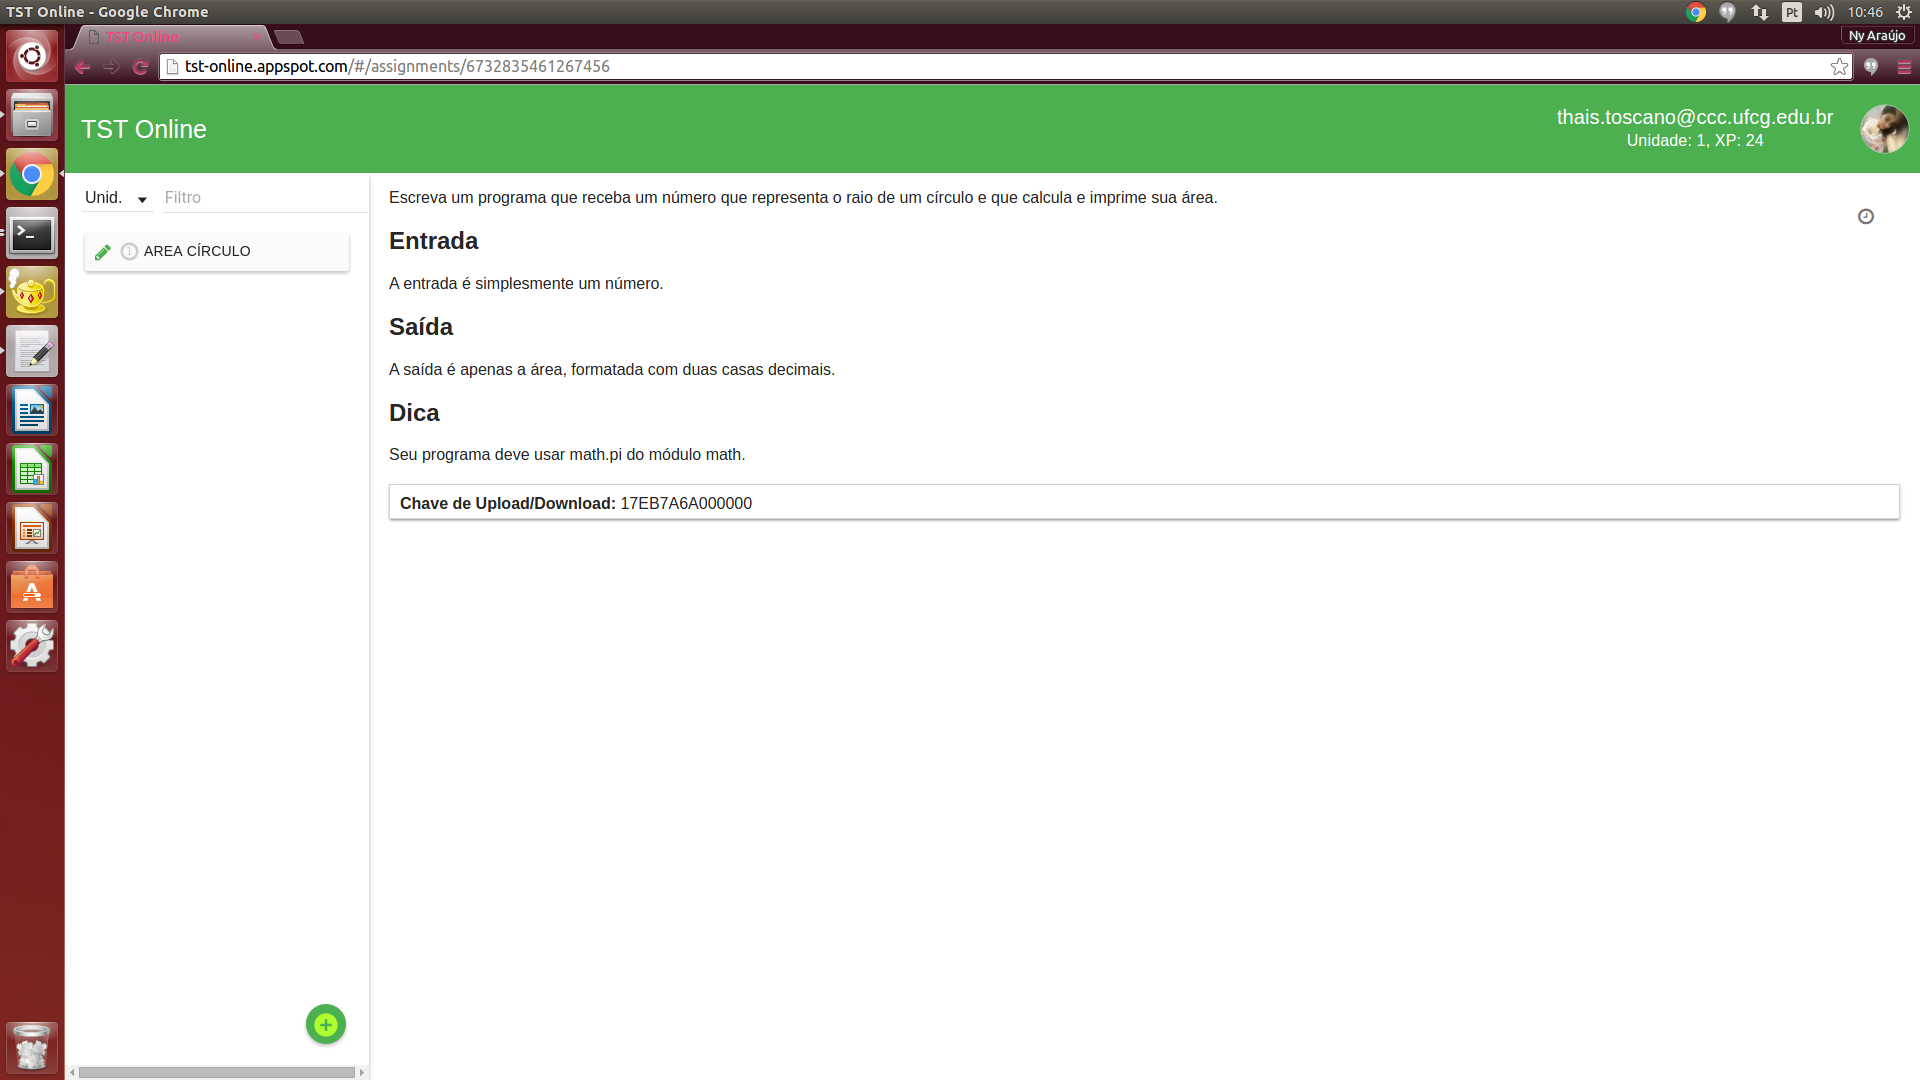 TST Online - Google Chrome
Pt
10:46
TST Online
Ny Araújo
tst-online.appspot.com/#/assignments/6732835461267456
TST Online
thais.toscano@ccc.ufcg.edu.br
Unidade: 1, XP: 24
Unid.
Filtro
1 AREA CÍRCULO
Escreva um programa que receba um número que representa o raio de um círculo e que calcula e imprime sua área.
Entrada
A entrada é simplesmente um número.
Saída
A saída é apenas a área, formatada com duas casas decimais.
Dica
Seu programa deve usar math.pi do módulo math.
Chave de Upload/Download: 17EB7A6A000000